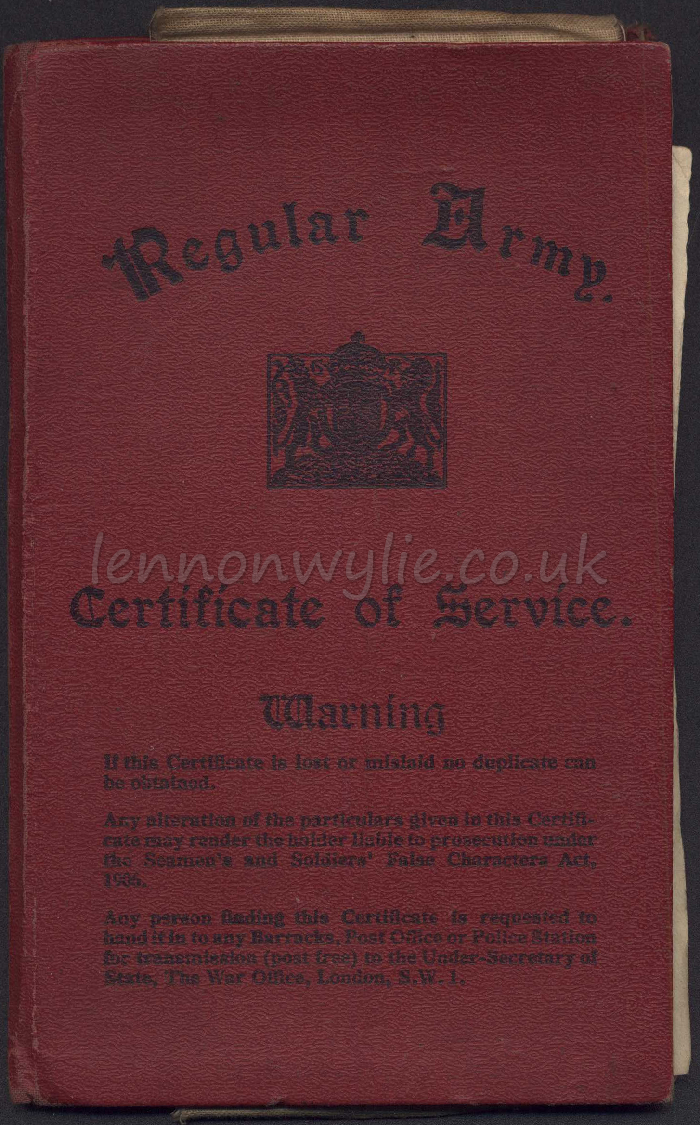 Regular Army.
lennonwylie.co.uk
Certificate of Service.
Warning
If this Certificate is lost or mislaid no duplicate can
be obtained.
Any alteration of the particulars given in this Certifi-
cate may render the holder liable to prosecution under
the Seamen's and Soldiers' False Characters Act,
1906.
Any person finding this Certificate is requested to
hand it in to any Barracks, Post Office or Police Station
for transmission (post free) to the Under-Secretary of
State, The War Office, London, S.W. 1.